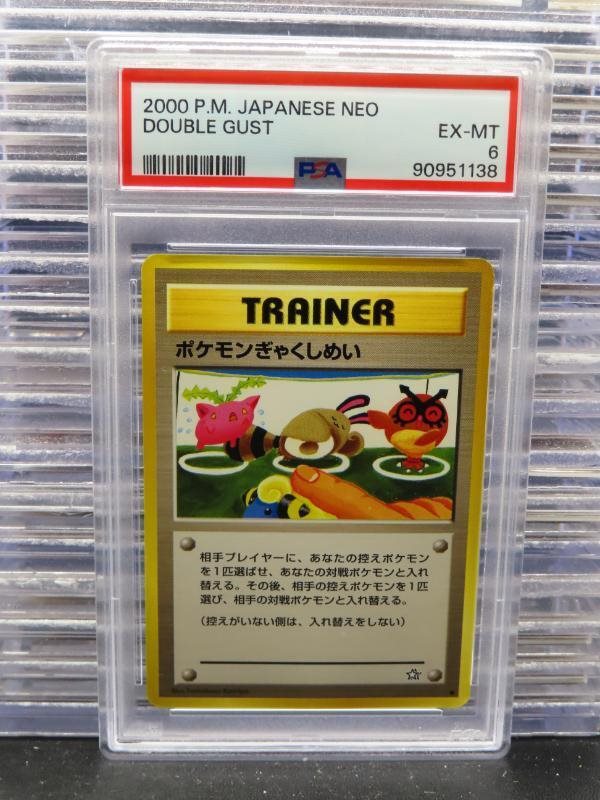 2000 P.M. JAPANESE NEO
DOUBLE GUST
EX-MT
6
PSA
90951138
TRAINER
ポケモンぎゃくしめい
相手プレイヤーに、あなたの控えポケモン
を1匹選ばせ、あなたの対戦ポケモンと入れ
替える。その後、相手の控えポケモンを1匹
選び、相手の対戦ポケモンと入れ替える。
(控えがいない側は、入れ替えをしない)